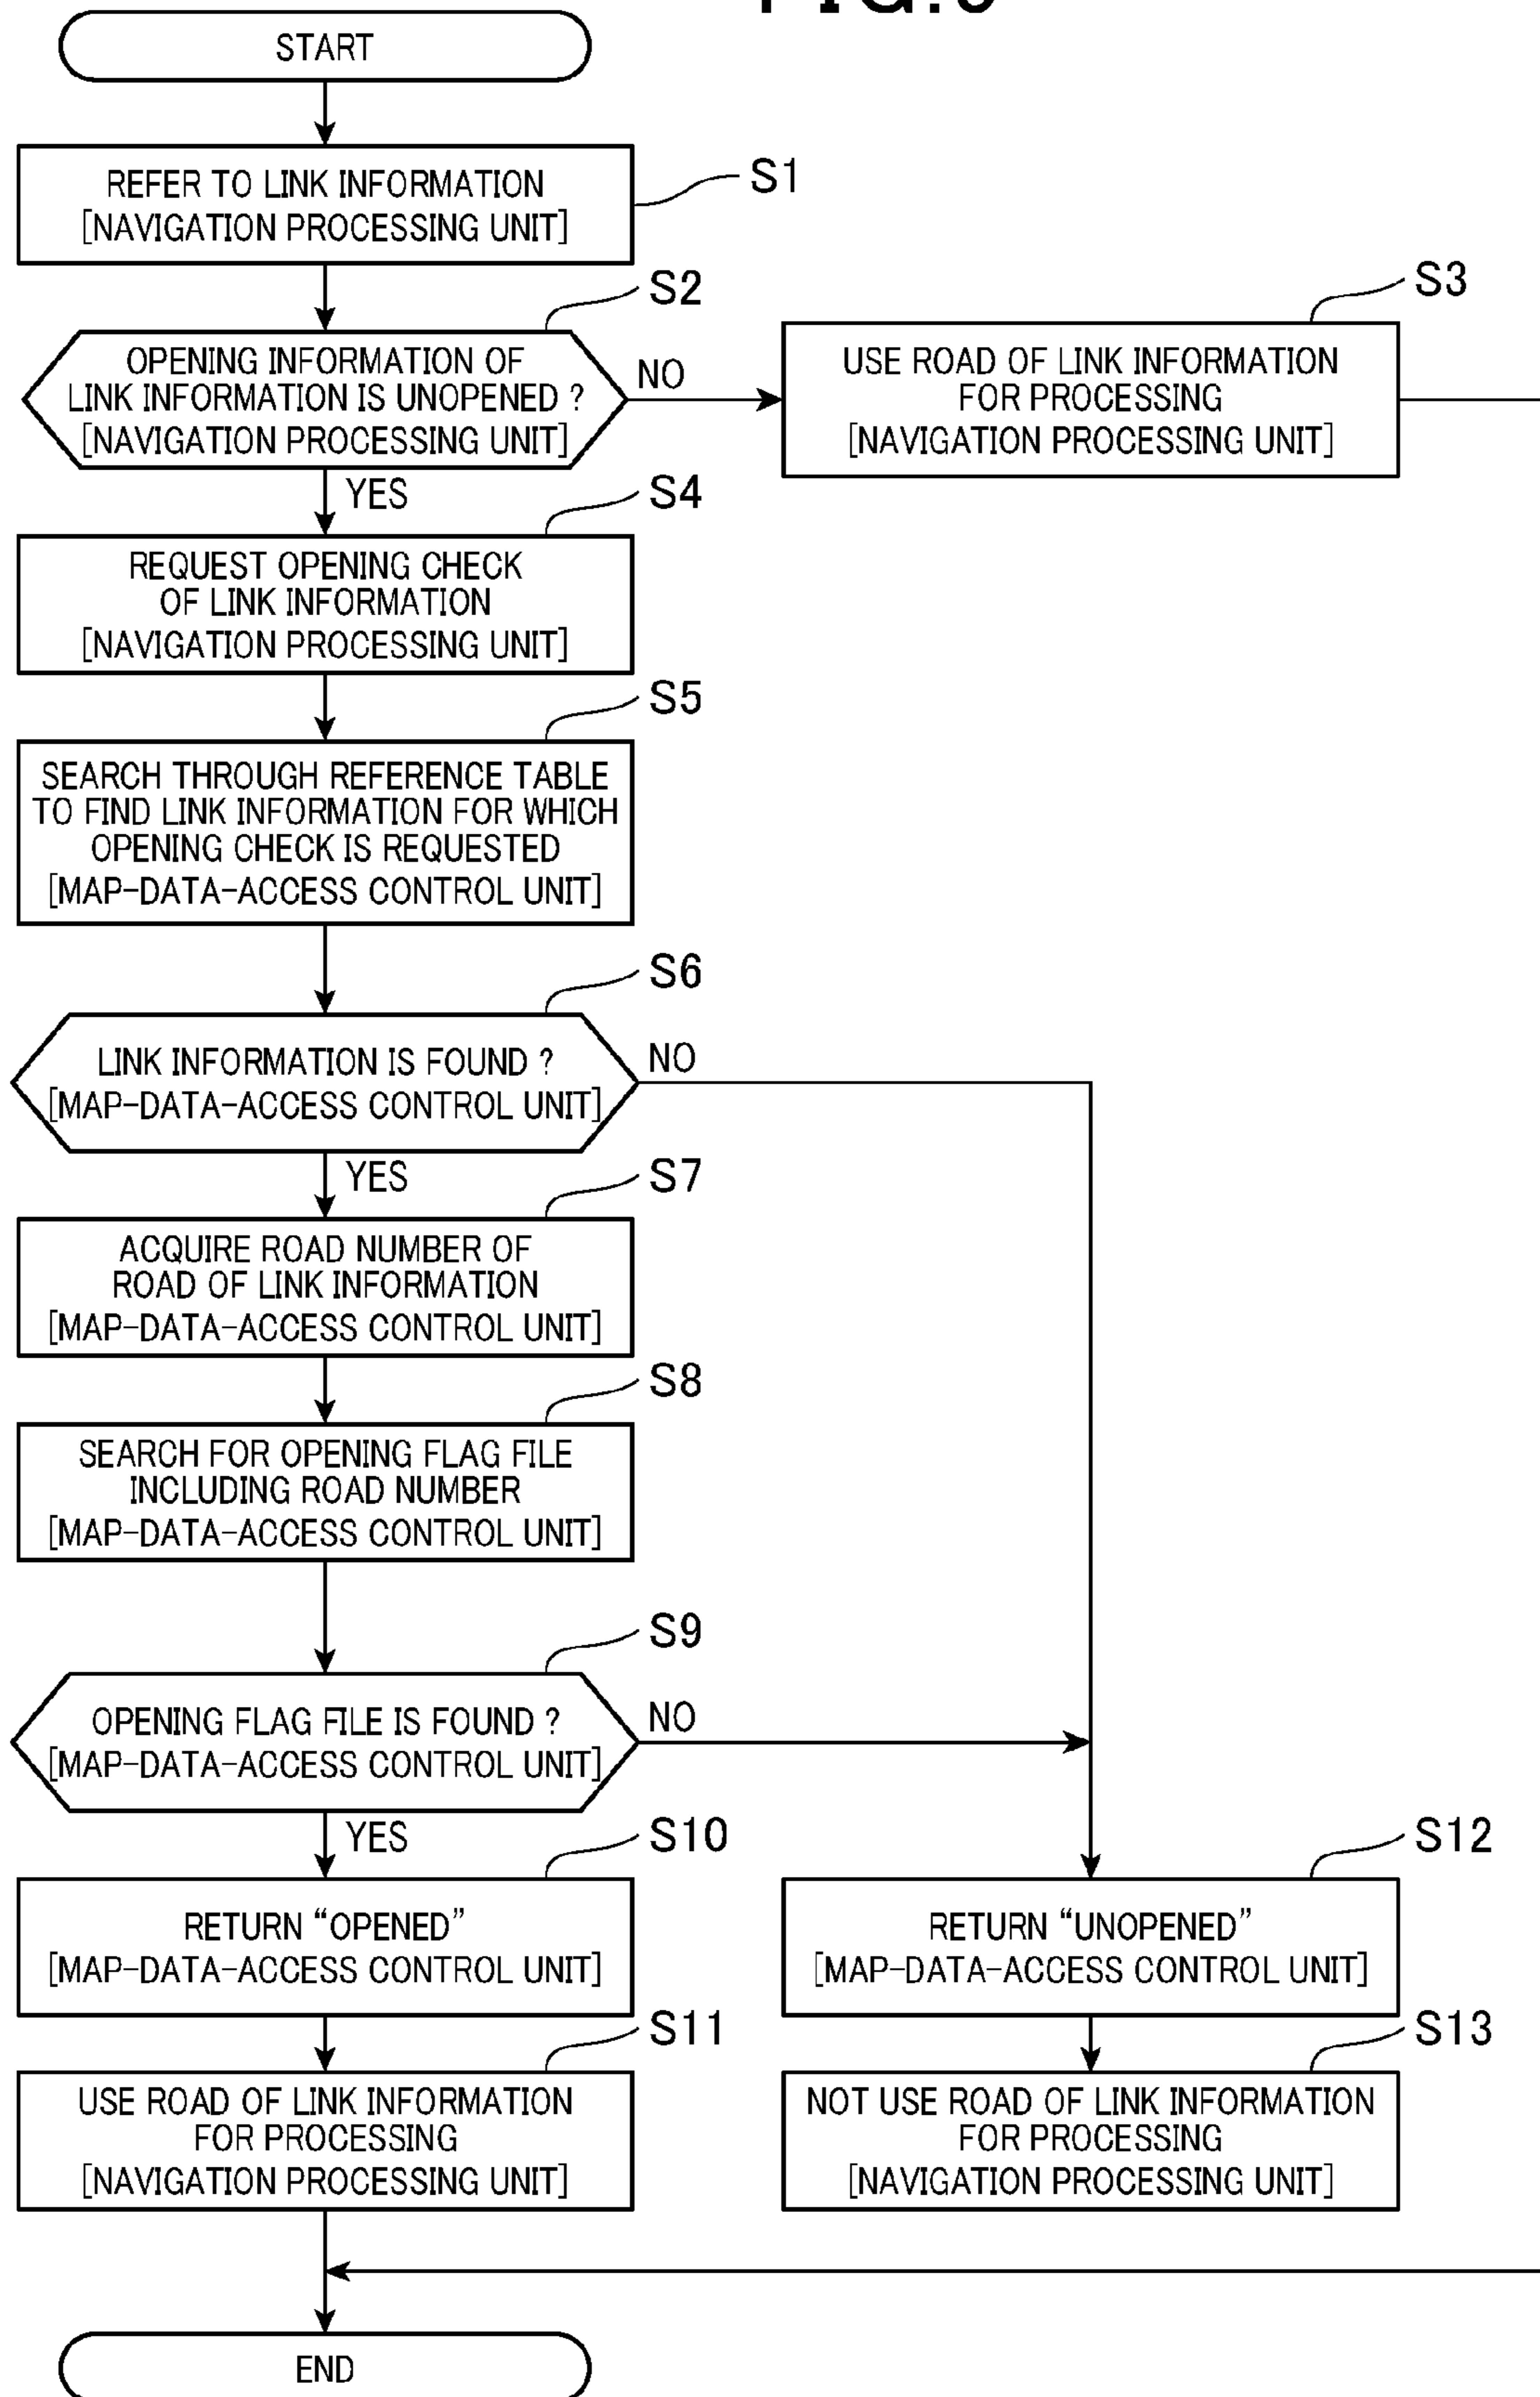 START
REFER TO LINK INFORMATION
[NAVIGATION PROCESSING UNIT]
S1
S2
OPENING INFORMATION OF
LINK INFORMATION IS UNOPENED ?
[NAVIGATION PROCESSING UNIT]
NO
S3
USE ROAD OF LINK INFORMATION
FOR PROCESSING
[NAVIGATION PROCESSING UNIT]
YES
S4
REQUEST OPENING CHECK
OF LINK INFORMATION
[NAVIGATION PROCESSING UNIT]
S5
SEARCH THROUGH REFERENCE TABLE
TO FIND LINK INFORMATION FOR WHICH
OPENING CHECK IS REQUESTED
[MAP-DATA-ACCESS CONTROL UNIT]
S6
LINK INFORMATION IS FOUND ?
[MAP-DATA-ACCESS CONTROL UNIT]
NO
YES
S7
ACQUIRE ROAD NUMBER OF
ROAD OF LINK INFORMATION
[MAP-DATA-ACCESS CONTROL UNIT]
S8
SEARCH FOR OPENING FLAG FILE
INCLUDING ROAD NUMBER
[MAP-DATA-ACCESS CONTROL UNIT]
S9
OPENING FLAG FILE IS FOUND ?
[MAP-DATA-ACCESS CONTROL UNIT]
NO
YES
S10
RETURN “OPENED”
[MAP-DATA-ACCESS CONTROL UNIT]
S12
RETURN “UNOPENED”
[MAP-DATA-ACCESS CONTROL UNIT]
S11
USE ROAD OF LINK INFORMATION
FOR PROCESSING
[NAVIGATION PROCESSING UNIT]
S13
NOT USE ROAD OF LINK INFORMATION
FOR PROCESSING
[NAVIGATION PROCESSING UNIT]
END